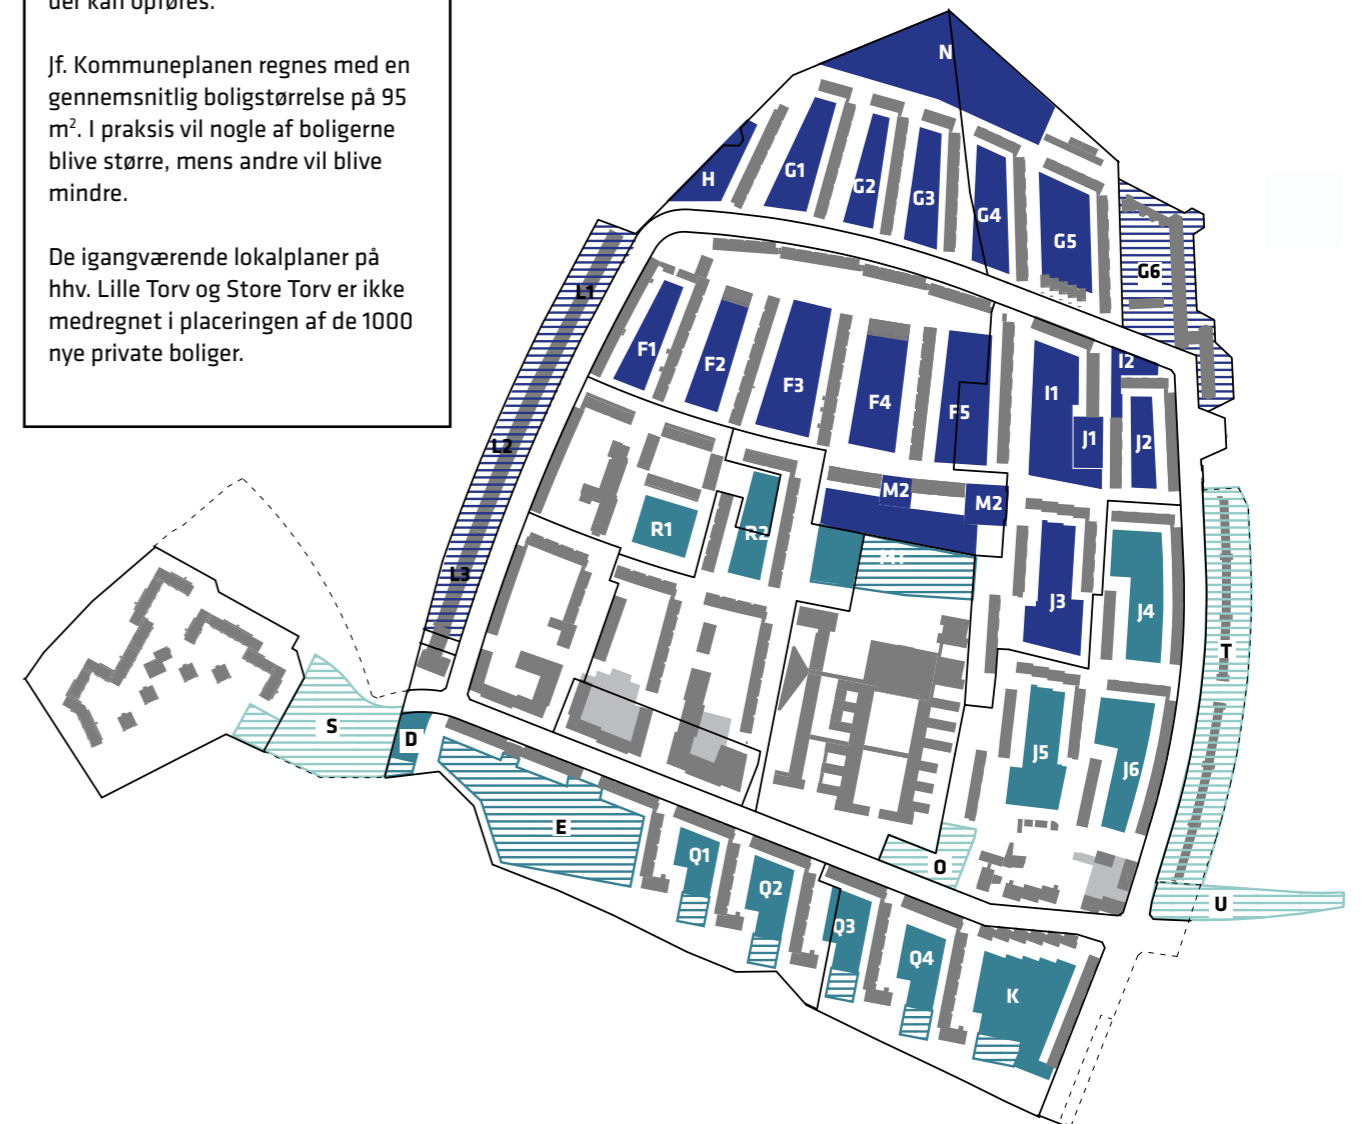 der kan opføres.
Jf. Kommuneplanen regnes med en
gennemsnitlig boligstørrelse på 95
m². I praksis vil nogle af boligerne
blive større, mens andre vil blive
mindre.
De igangværende lokalplaner på
hhv. Lille Torv og Store Torv er ikke
medregnet i placeringen af de 1000
nye private boliger.
N
H
G1
G2
G3
G4
G5
G6
L1
F1
F2
F3
F4
F5
I1
I2
J1
J2
L2
M2
M2
R1
R2
M1
L3
J3
J4
T
S
D
J5
J6
E
Q1
Q2
O
U
Q3
Q4
K